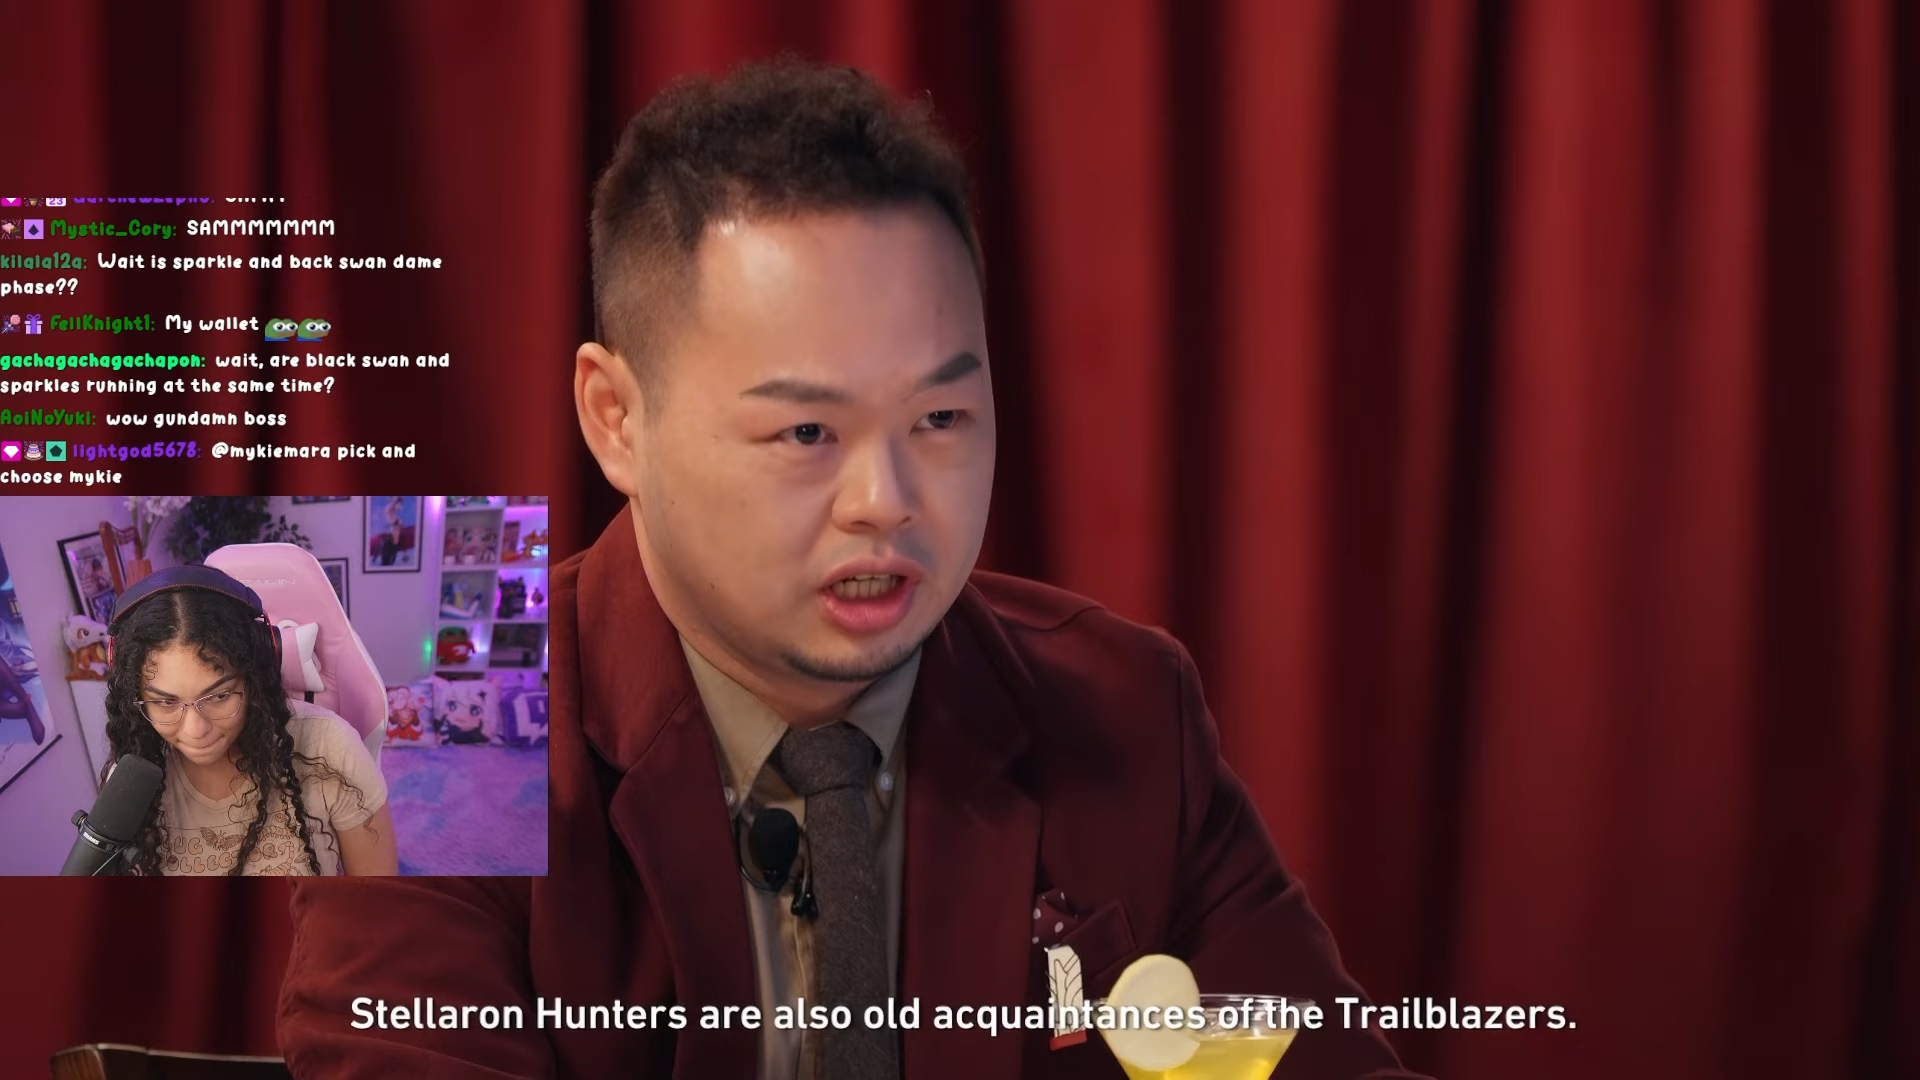 Mystic_Cory: SAMMMMMMM
kilala12a: Wait is sparkle and back swan dame
phase??
FellKnight1: My wallet
gachagachagachapon: wait, are black swan and
sparkles running at the same time?
AoiNoYuki: wow gundamn boss
lightgod5678: @mykiemara pick and
choose mykie
BUG
COLLECTOR
Stellaron Hunters are also old acquaintances of the Trailblazers.